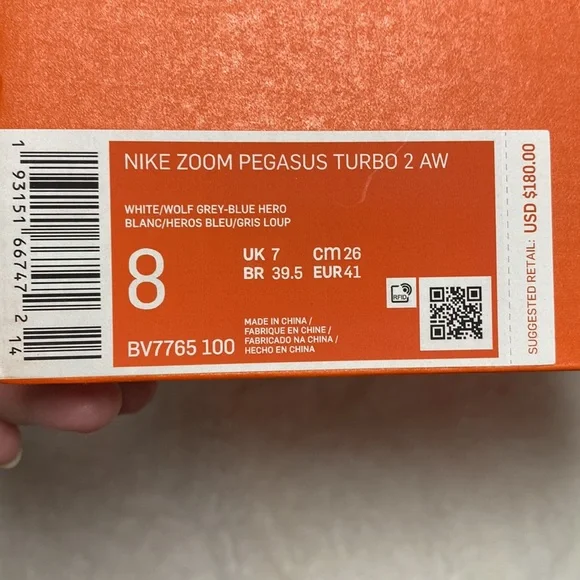 NIKE ZOOM PEGASUS TURBO 2 AW
WHITE/WOLF GREY-BLUE HERO
BLANC/HEROS BLEU/GRIS LOUP
8
UK 7 cm 26
BR 39.5 EUR 41
RFID
BV7765 100
MADE IN CHINA /
FABRIQUE EN CHINE /
FABRICADO NA CHINA /
HECHO EN CHINA
SUGGESTED RETAIL: USD $180.00
1 93151 66747 2 14